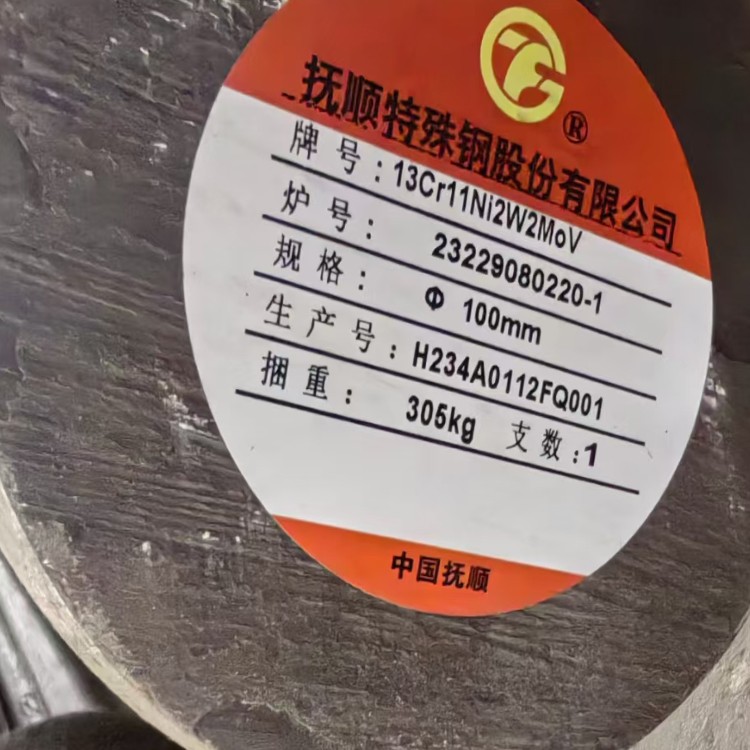 ®
抚顺特殊钢股份有限公司
牌号：13Cr11Ni2W2MoV
炉号：23229080220-1
规格：Φ 100mm
生产号：H234A0112FQ001
捆重：305kg 支数：1
中国抚顺